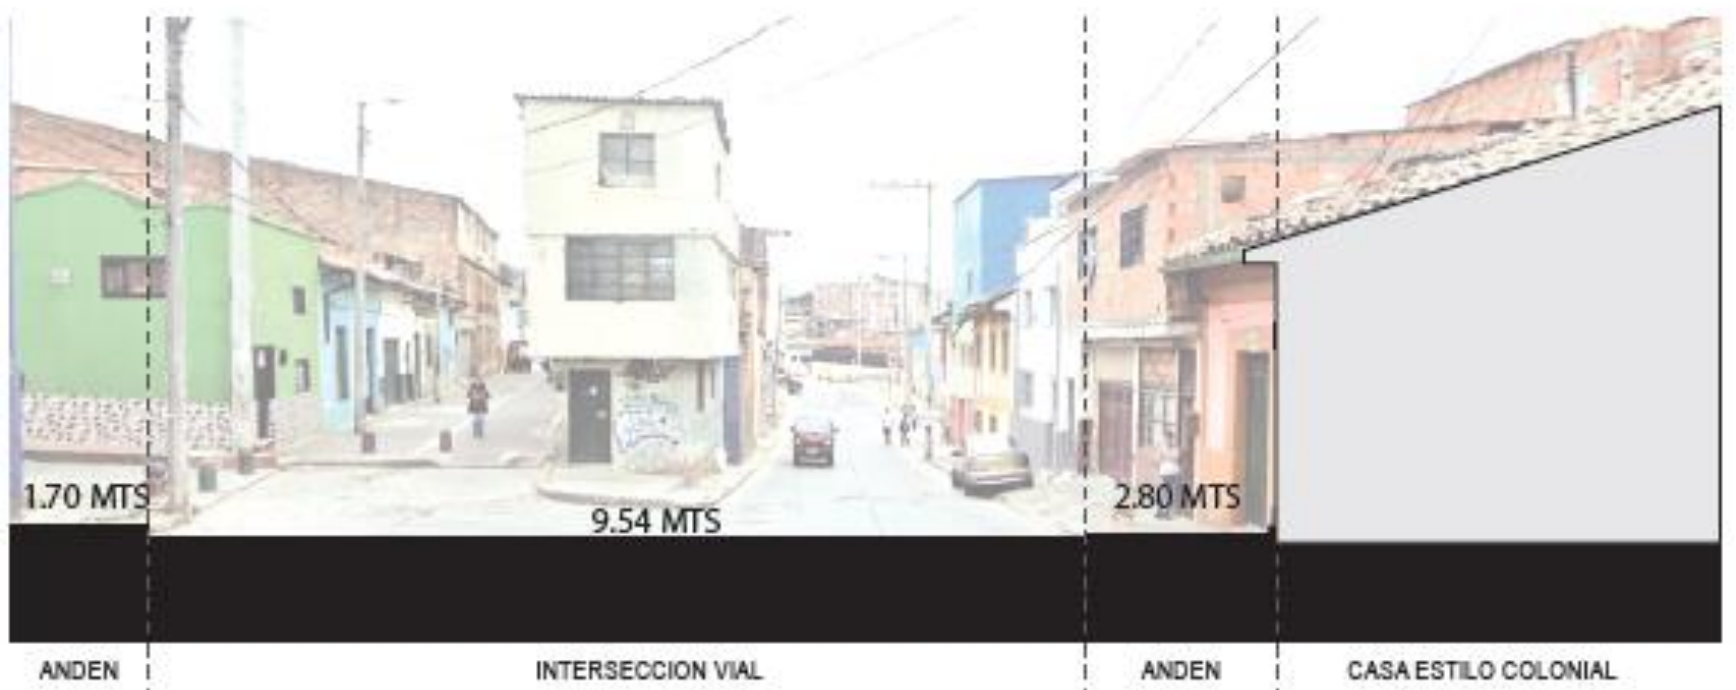 1.70 MTS
9.54 MTS
2.80 MTS
ANDEN
INTERSECCION VIAL
ANDEN
CASA ESTILO COLONIAL